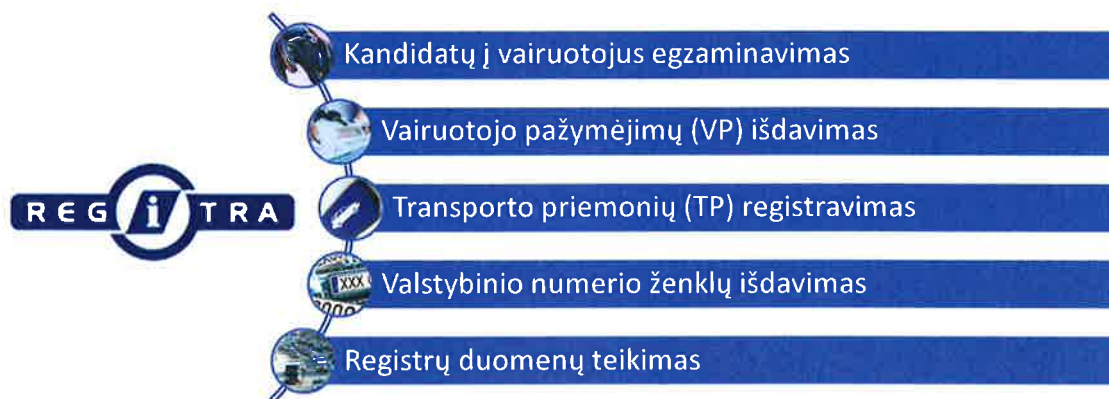 Kandidatų į vairuotojus egzaminavimas
Vairuotojo pažymėjimų (VP) išdavimas
REGiTRA
Transporto priemonių (TP) registravimas
XXX
Valstybinio numerio ženklų išdavimas
Registrų duomenų teikimas